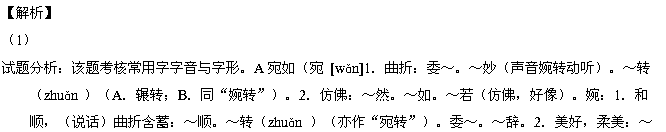 【解析】
（1）
试题分析：该题考核常用字字音与字形。A 宛如（宛 [wǎn]1．曲折：委～。～妙（声音婉转动听）。～转
（zhuǎn ）（A．辗转；B．同“婉转”）。2．仿佛：～然。～如。～若（仿佛，好像）。婉：1．和
顺，（说话）曲折含蓄：～顺。～转（zhuǎn ）（亦作“宛转”）。委～。～辞。2．美好，柔美：～